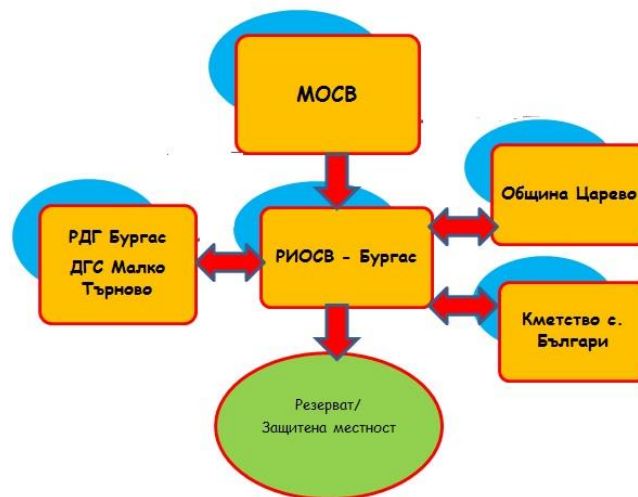 МОСВ
Община Царево
РДГ Бургас
ДГС Малко
Търново
РИОСВ - Бургас
Кметство с.
Българи
Резерват/
Защитена местност